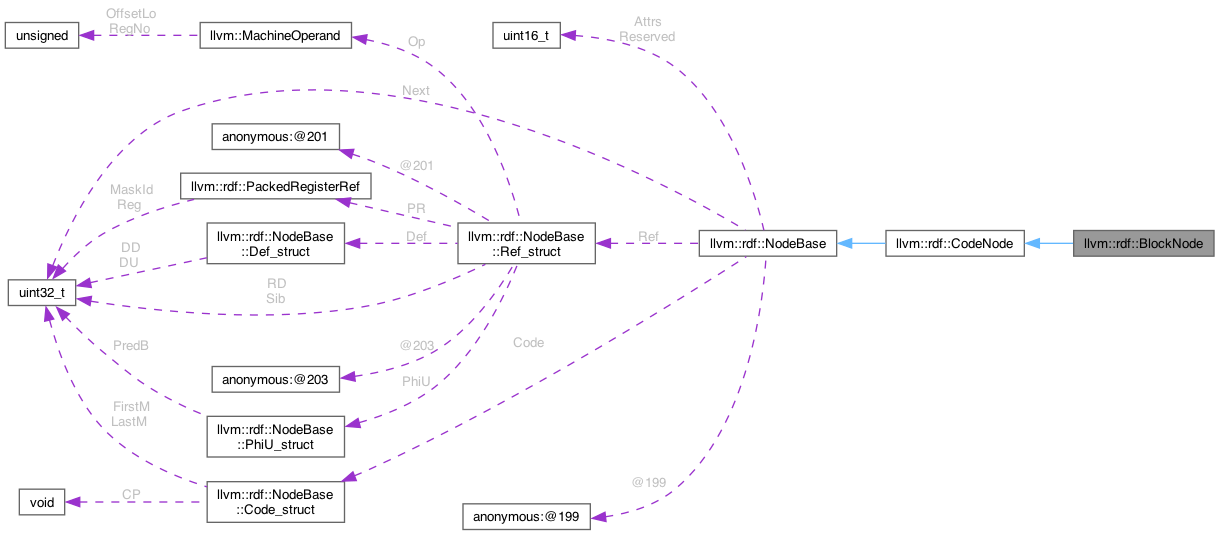 OffsetLo
RegNo
unsigned
llvm::MachineOperand
Op
uint16_t
Attrs
Reserved
Next
anonymous:@201
@201
llvm::rdf::PackedRegisterRef
MaskId
Reg
PR
llvm::rdf::NodeBase
::Def_struct
Def
DD
DU
llvm::rdf::NodeBase
::Ref_struct
Ref
llvm::rdf::NodeBase
llvm::rdf::CodeNode
llvm::rdf::BlockNode
uint32_t
RD
Sib
PredB
@203
anonymous:@203
PhiU
Code
FirstM
LastM
llvm::rdf::NodeBase
::PhiU_struct
void
CP
llvm::rdf::NodeBase
::Code_struct
@199
anonymous:@199